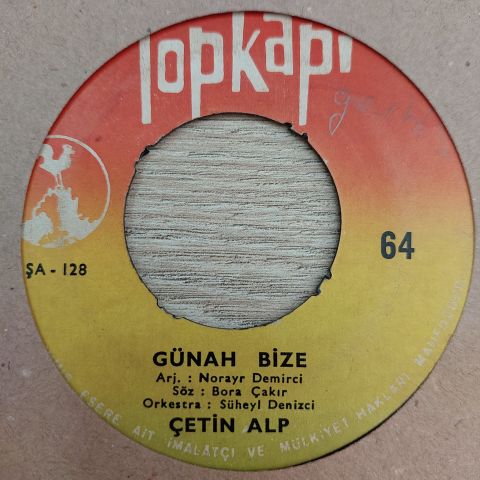 Topkapı
64
ŞA - 128
GÜNAH BİZE
Arj. : Norayr Demirci
Söz : Bora Çakır
Orkestra : Süheyl Denizci
ÇETİN ALP
ESERE AİT İMALATÇI VE MÜLKİYET HAKLARI